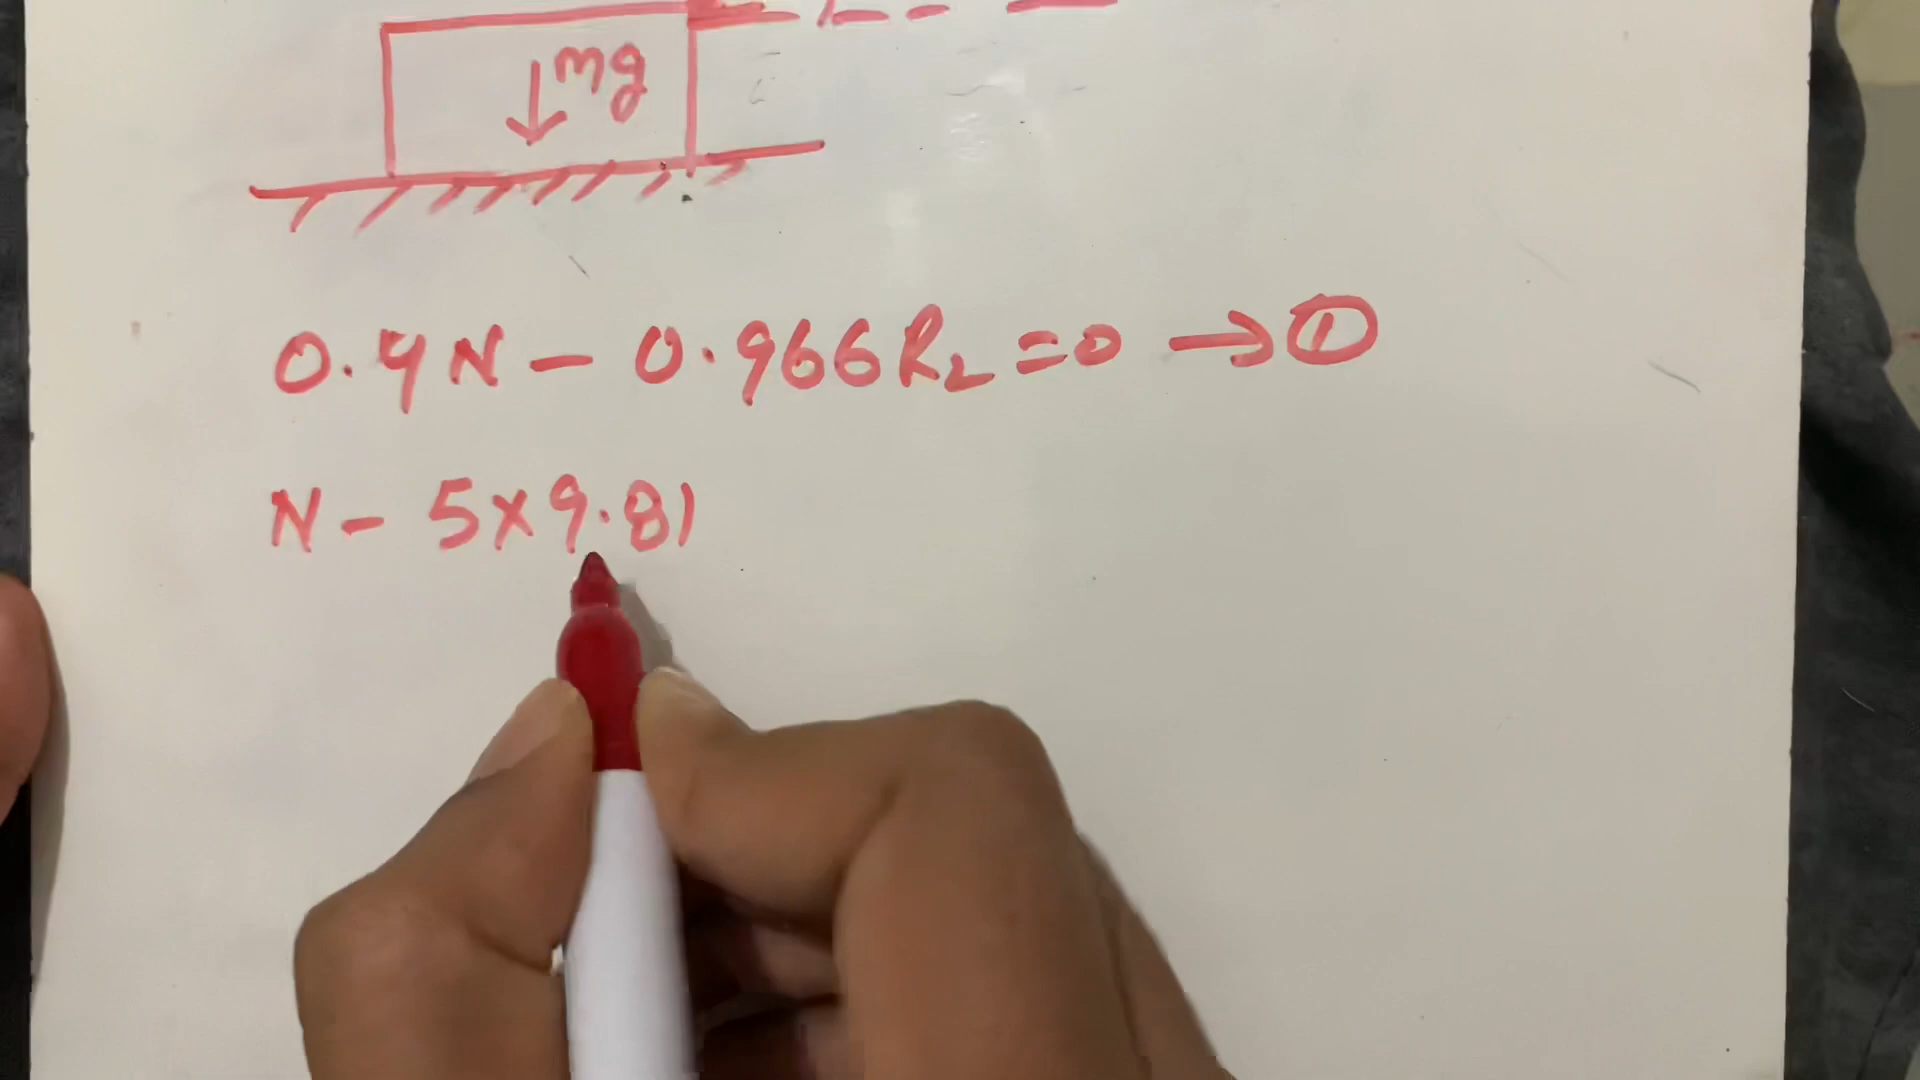 mg
0.4N - 0.966R₂ = 0 → ①
N - 5×9.81